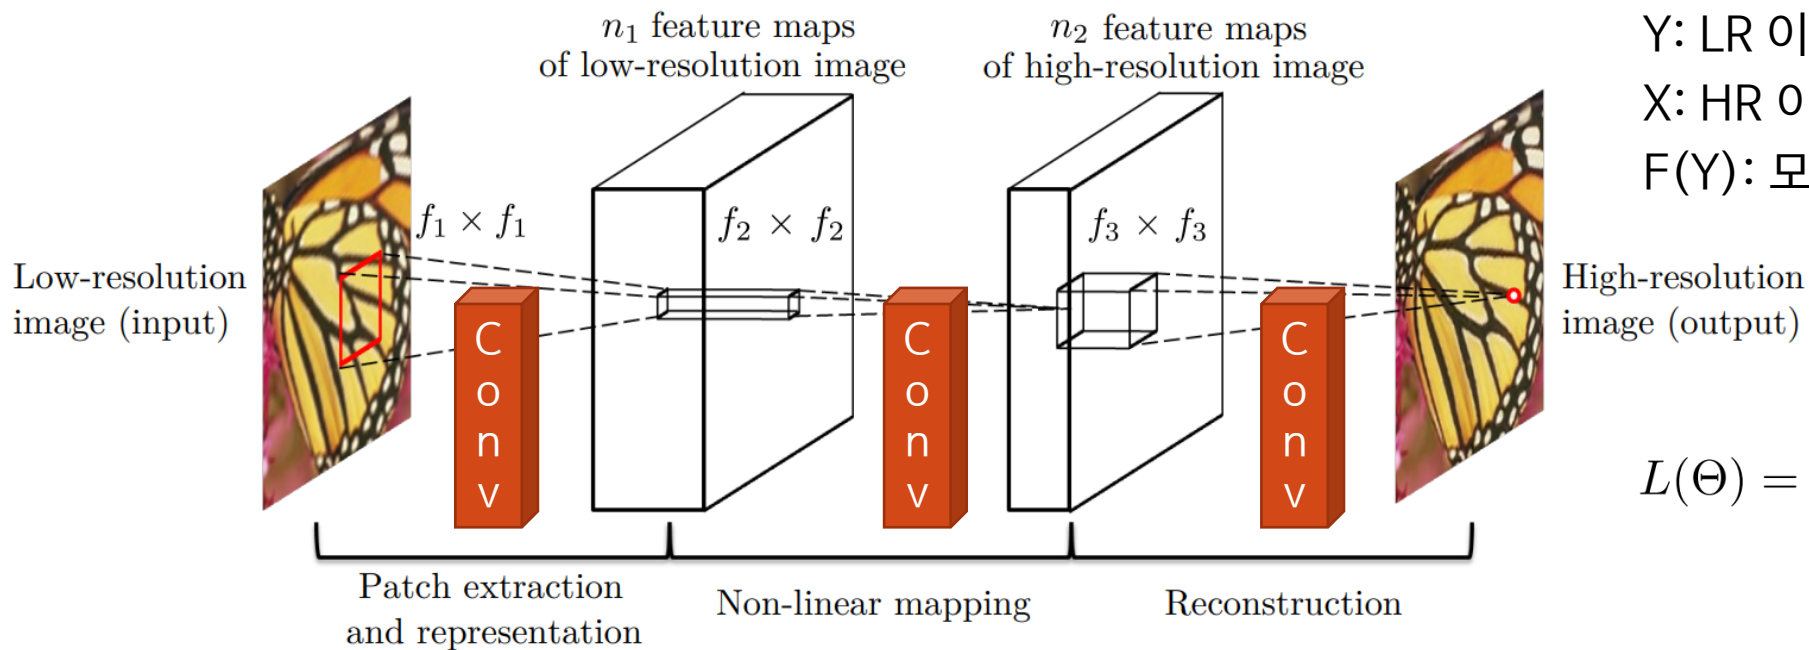 n₁ feature maps
of low-resolution image
n₂ feature maps
of high-resolution image
Y: LR 이
X: HR 이
F(Y): 모
f₁ × f₁
f₂ × f₂
f₃ × f₃
Low-resolution
image (input)
Conv
Conv
Conv
High-resolution
image (output)
L(Θ) =
Patch extraction
and representation
Non-linear mapping
Reconstruction